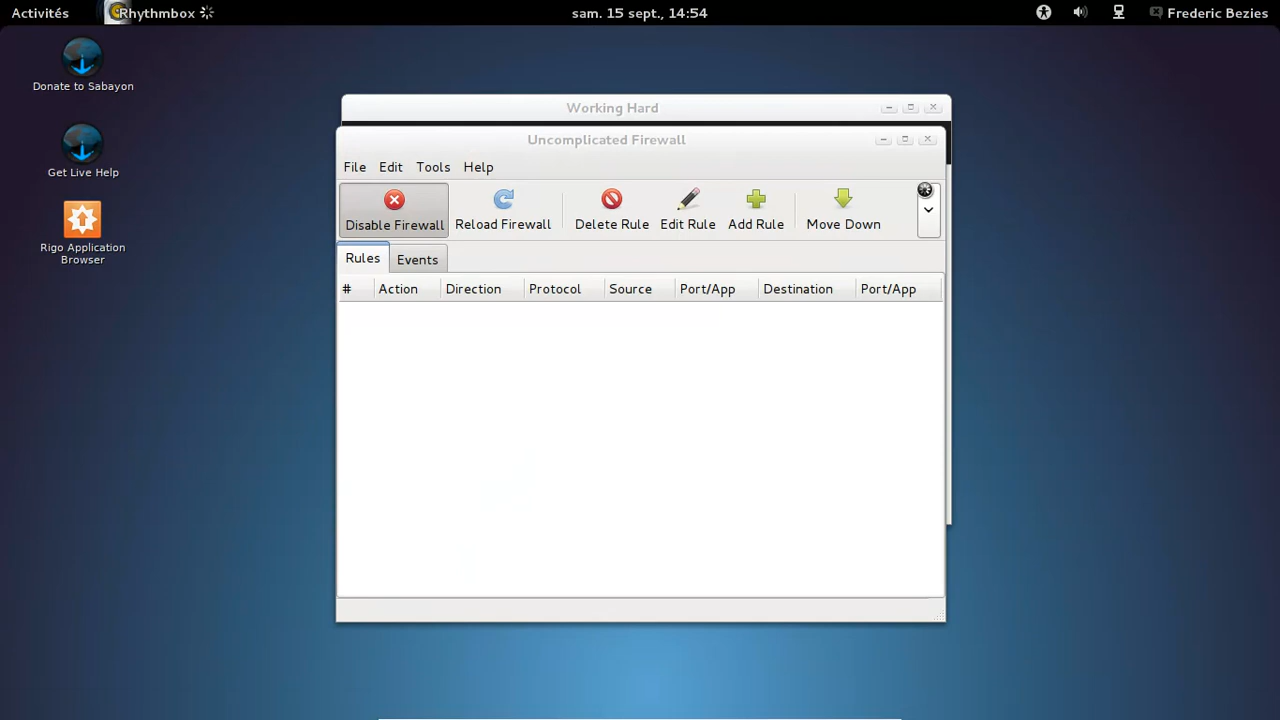 Activités
Rhythmbox
sam. 15 sept., 14:54
Frederic Bezies
Donate to Sabayon
Get Live Help
Rigo Application
Browser
Working Hard
Uncomplicated Firewall
File Edit Tools Help
Disable Firewall Reload Firewall Delete Rule Edit Rule Add Rule Move Down
Rules Events
# Action Direction Protocol Source Port/App Destination Port/App